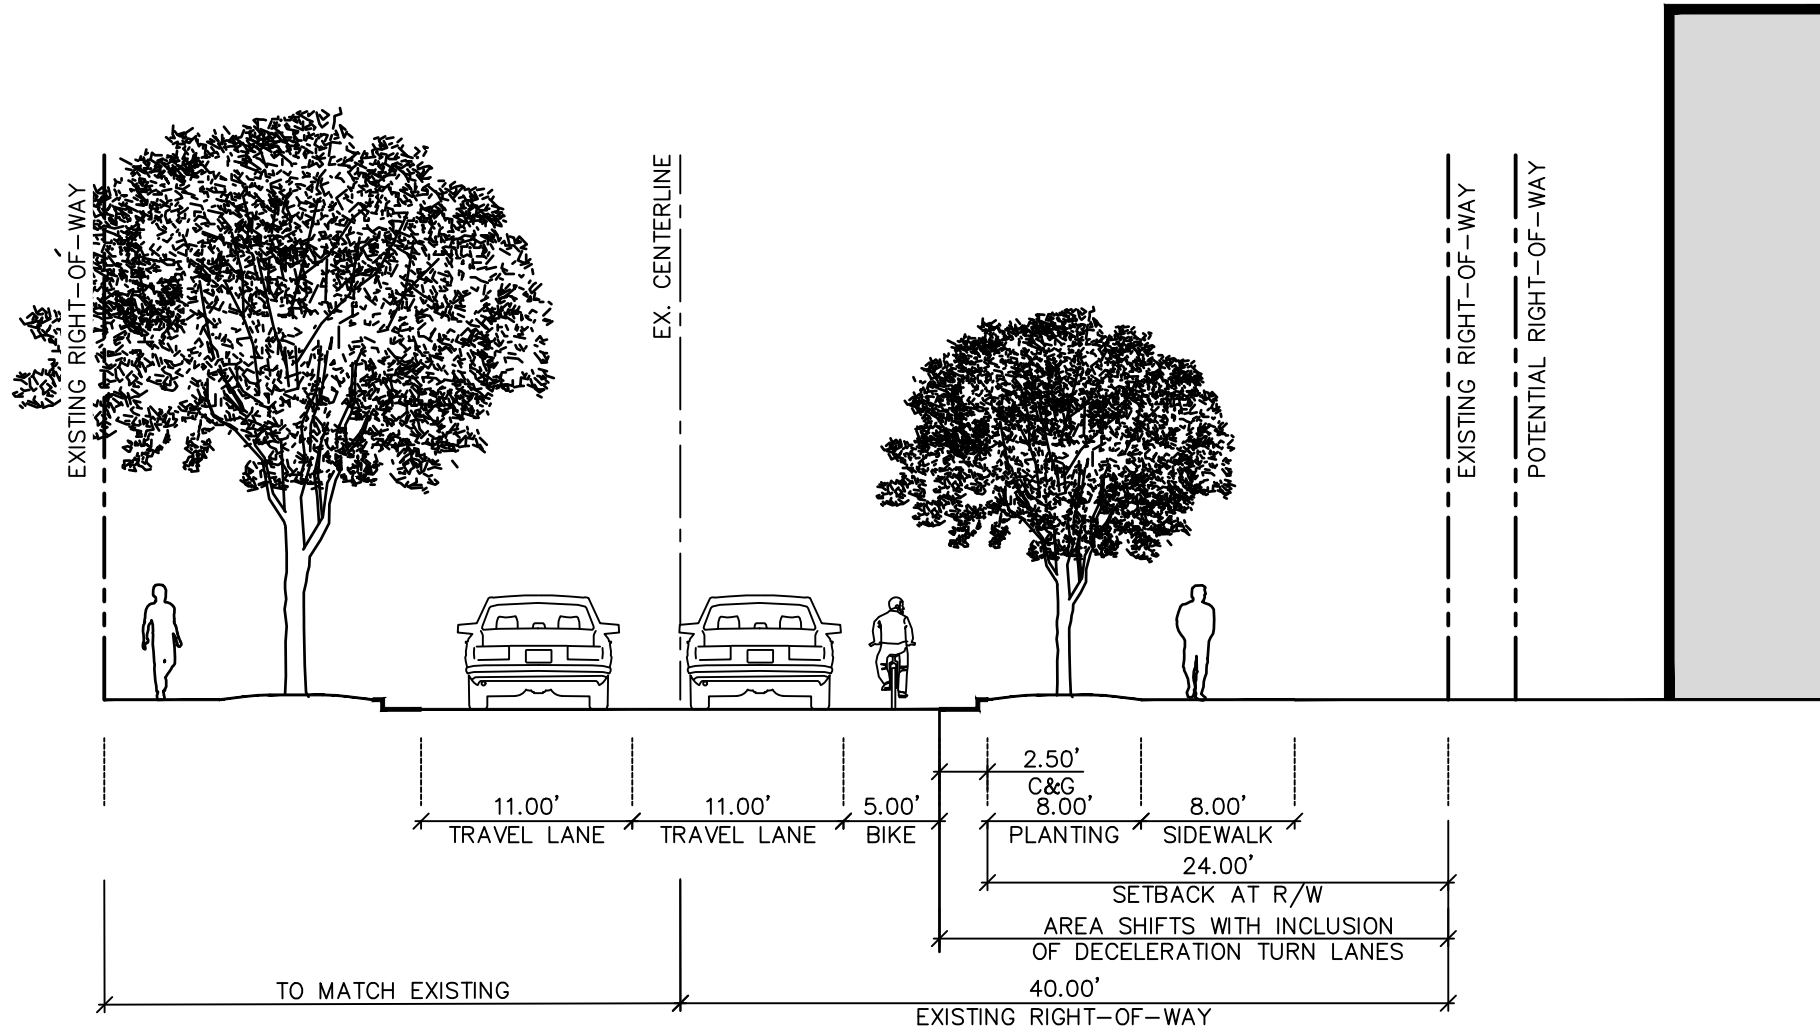 EXISTING RIGHT-OF-WAY
EX. CENTERLINE
EXISTING RIGHT-OF-WAY
POTENTIAL RIGHT-OF-WAY
2.50'
C&G
11.00'
TRAVEL LANE
11.00'
TRAVEL LANE
5.00'
BIKE
8.00'
PLANTING
8.00'
SIDEWALK
24.00'
SETBACK AT R/W
AREA SHIFTS WITH INCLUSION
OF DECELERATION TURN LANES
TO MATCH EXISTING
40.00'
EXISTING RIGHT-OF-WAY